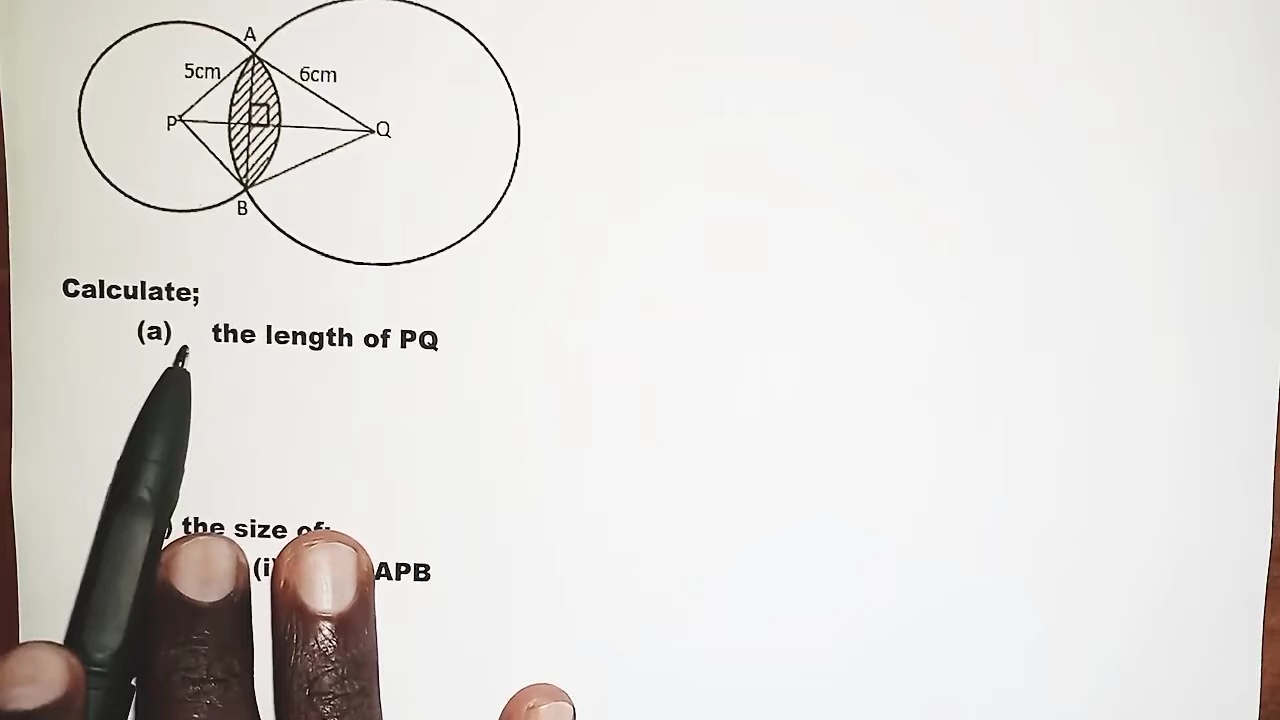 A
5cm 6cm
P Q
B
Calculate;
(a) the length of PQ
) the size of;
(i) APB